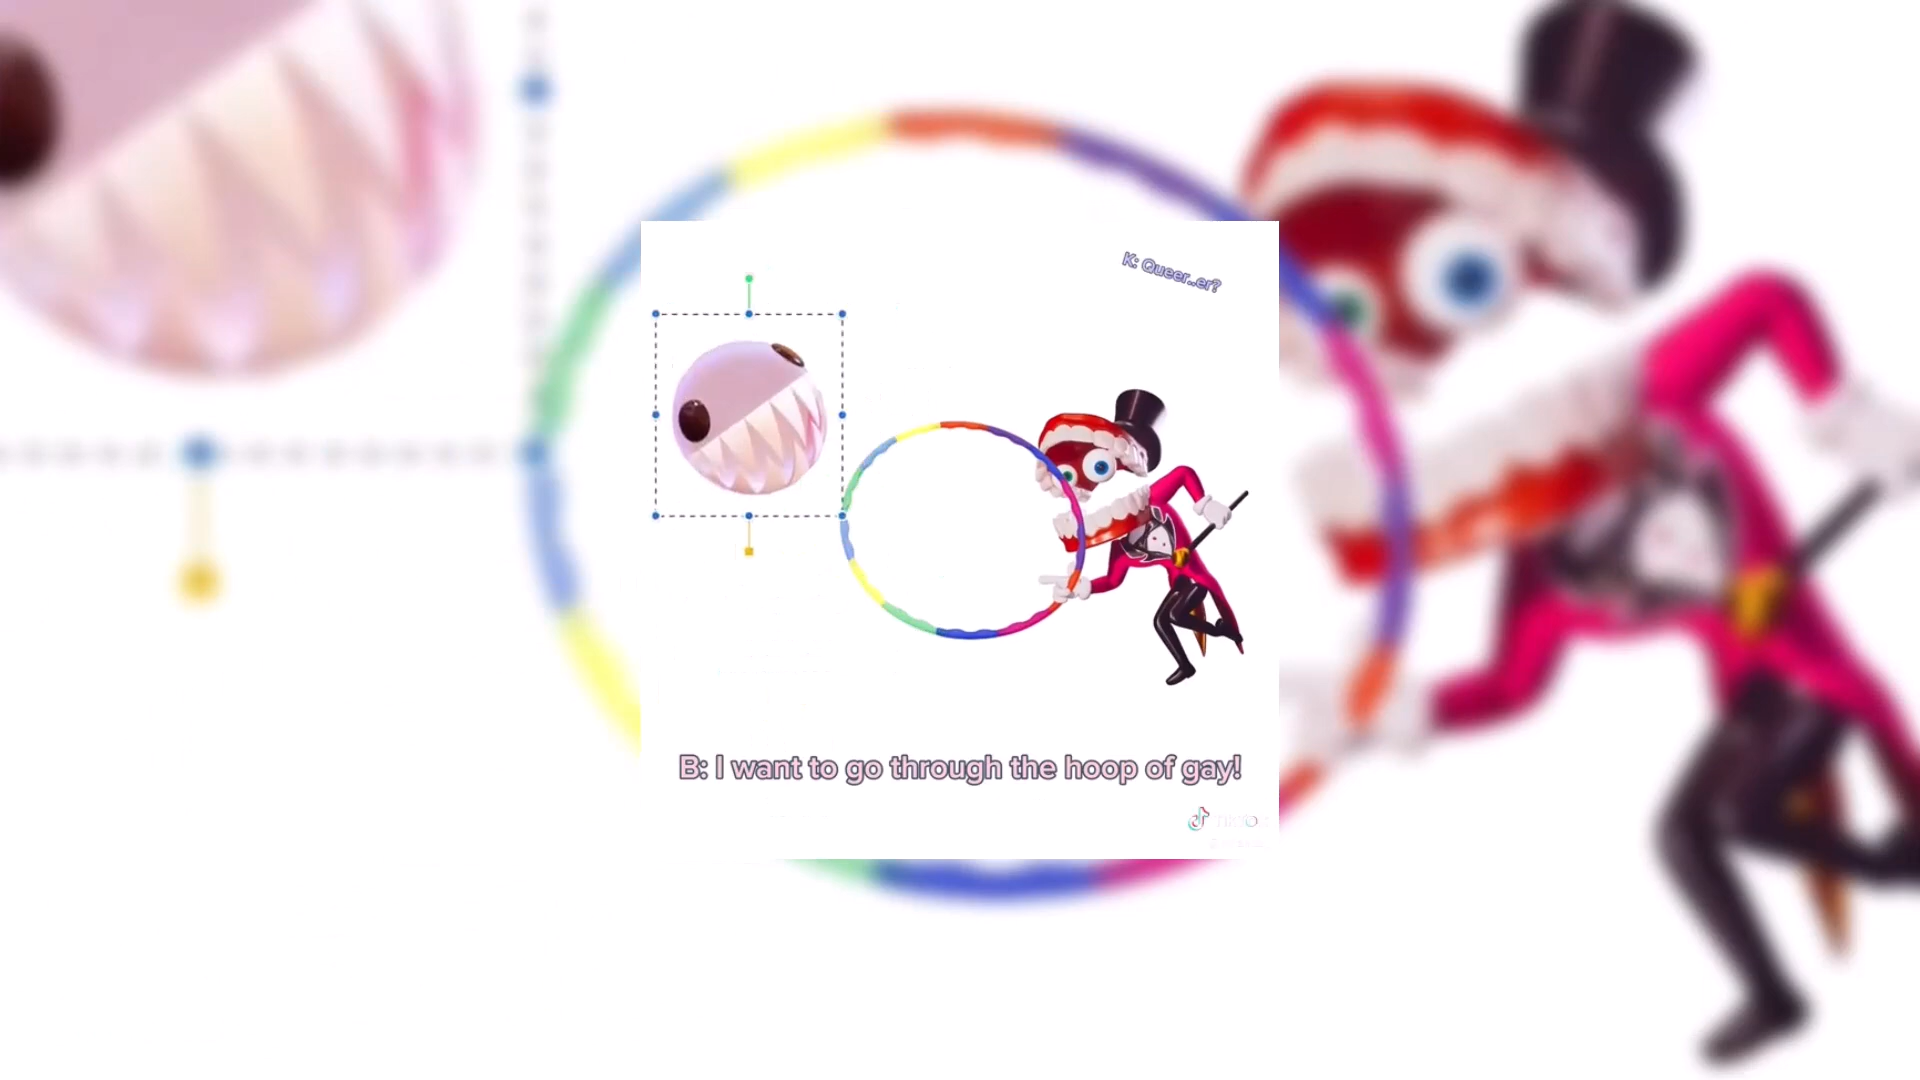 K: Queer..er?
B: I want to go through the hoop of gay!